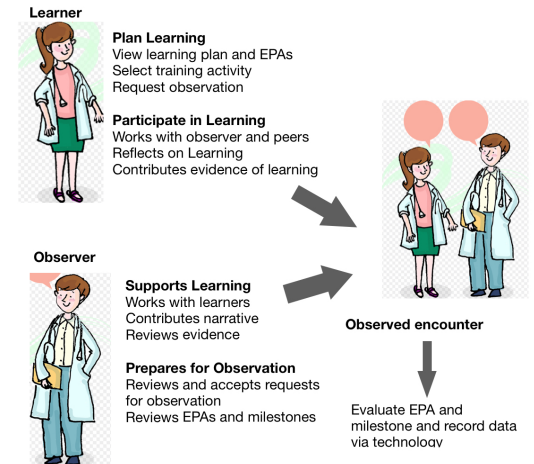 Learner
Plan Learning
View learning plan and EPAs
Select training activity
Request observation
Participate in Learning
Works with observer and peers
Reflects on Learning
Contributes evidence of learning
Observer
Supports Learning
Works with learners
Contributes narrative
Reviews evidence
Prepares for Observation
Reviews and accepts requests
for observation
Reviews EPAs and milestones
Observed encounter
Evaluate EPA and
milestone and record data
via technology